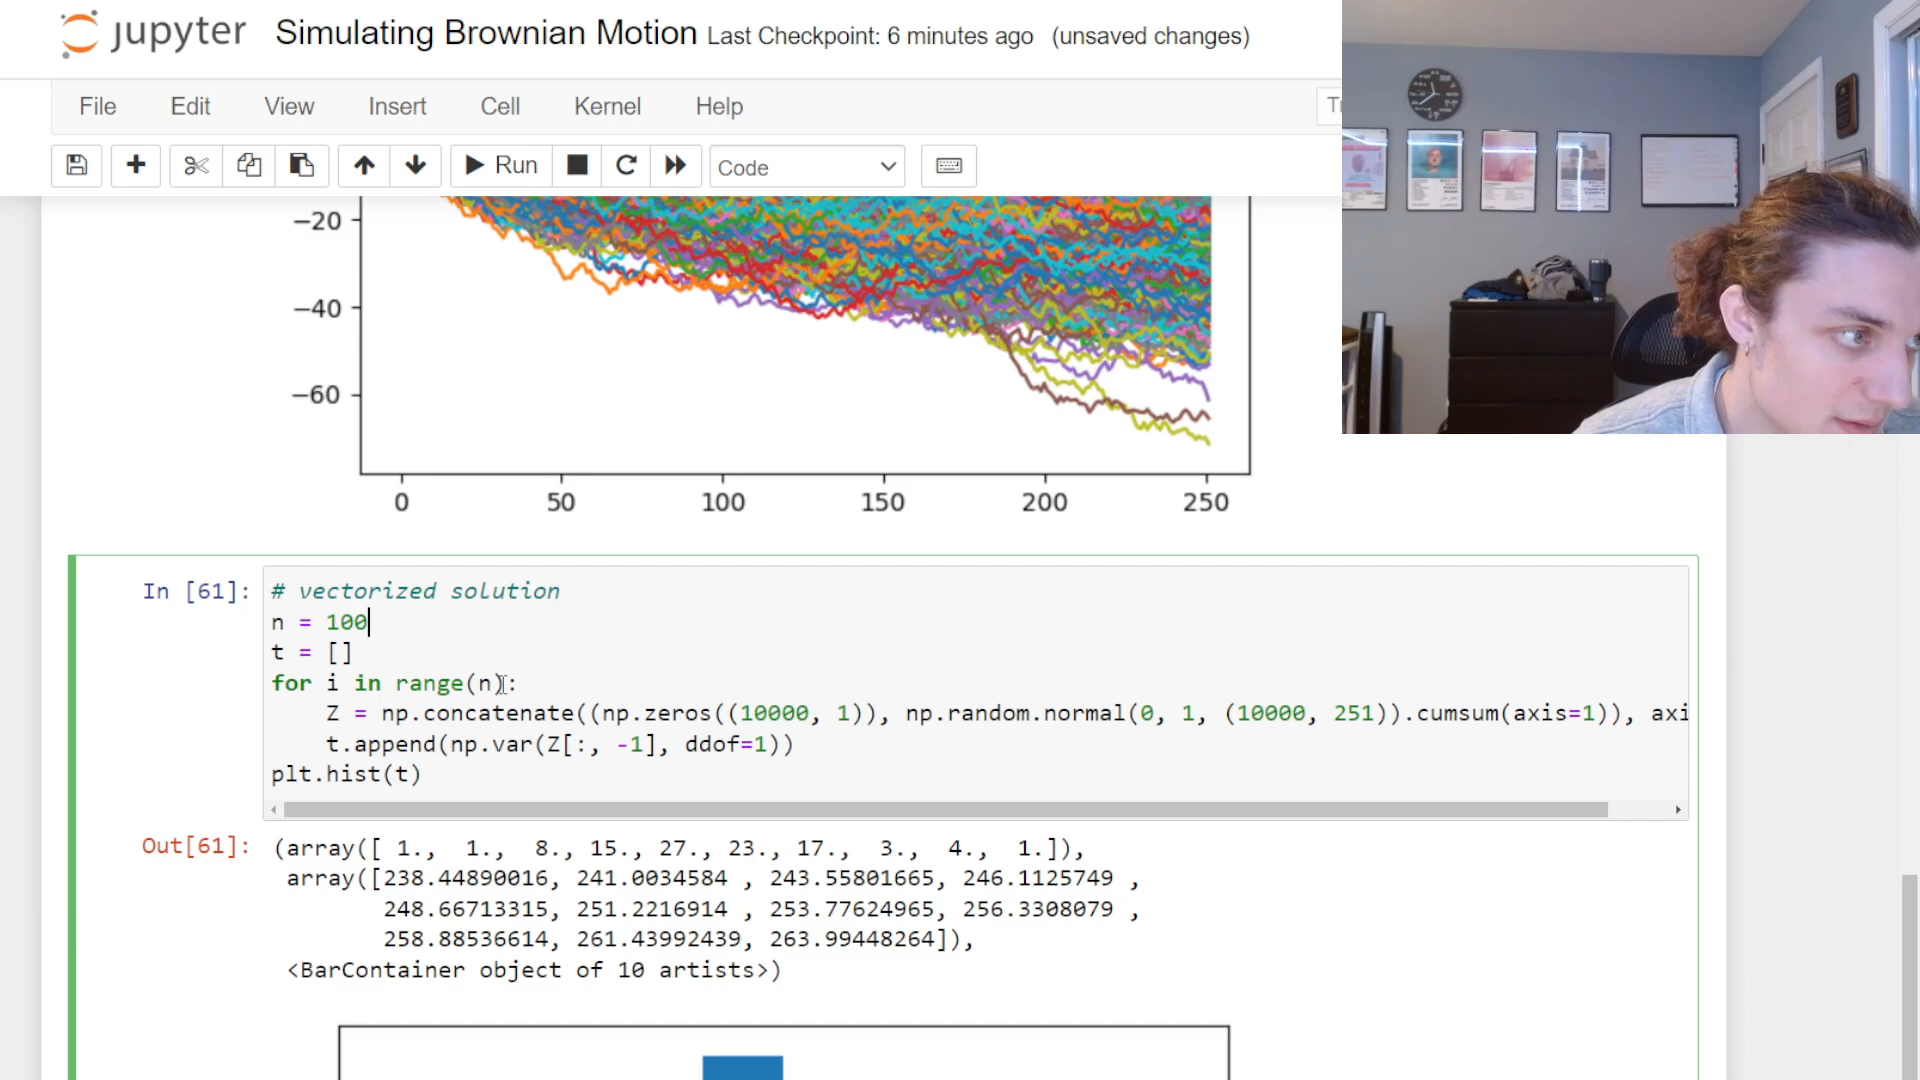 jupyter Simulating Brownian Motion Last Checkpoint: 6 minutes ago (unsaved changes)
File Edit View Insert Cell Kernel Help
Run Code
−20
−40
−60
0 50 100 150 200 250
In [61]: # vectorized solution
n = 100
t = []
for i in range(n):
Z = np.concatenate((np.zeros((10000, 1)), np.random.normal(0, 1, (10000, 251)).cumsum(axis=1)), axi
t.append(np.var(Z[:, -1], ddof=1))
plt.hist(t)
Out[61]: (array([ 1., 1., 8., 15., 27., 23., 17., 3., 4., 1.]),
array([238.44890016, 241.0034584 , 243.55801665, 246.1125749 ,
248.66713315, 251.2216914 , 253.77624965, 256.3308079 ,
258.88536614, 261.43992439, 263.99448264]),
<BarContainer object of 10 artists>)